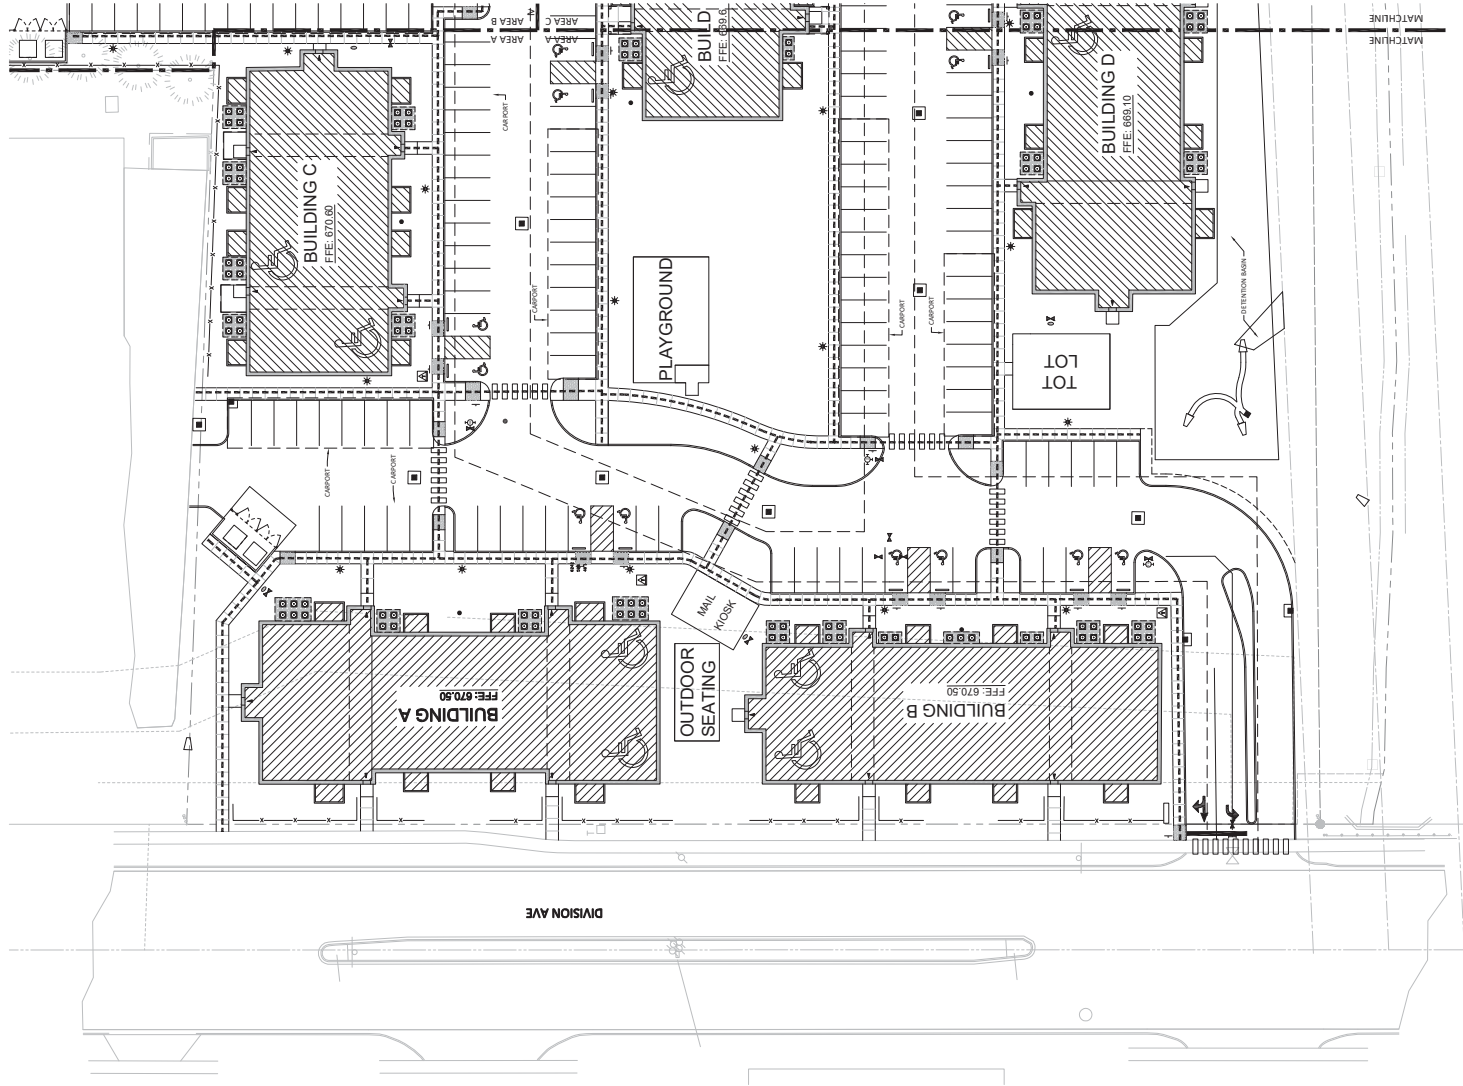 AREA B
AREA A
AREA C
AREA A
MATCHLINE
MATCHLINE
BUILD
FFE: 669.6
BUILDING D
FFE: 669.10
CARPORT
BUILDING C
FFE: 670.60
PLAYGROUND
CARPORT
CARPORT
CARPORT
DETENTION BASIN
TOT
LOT
CARPORT
CARPORT
MAIL
KIOSK
OUTDOOR
SEATING
BUILDING A
FFE: 670.50
BUILDING B
FFE: 670.50
DIVISION AVE